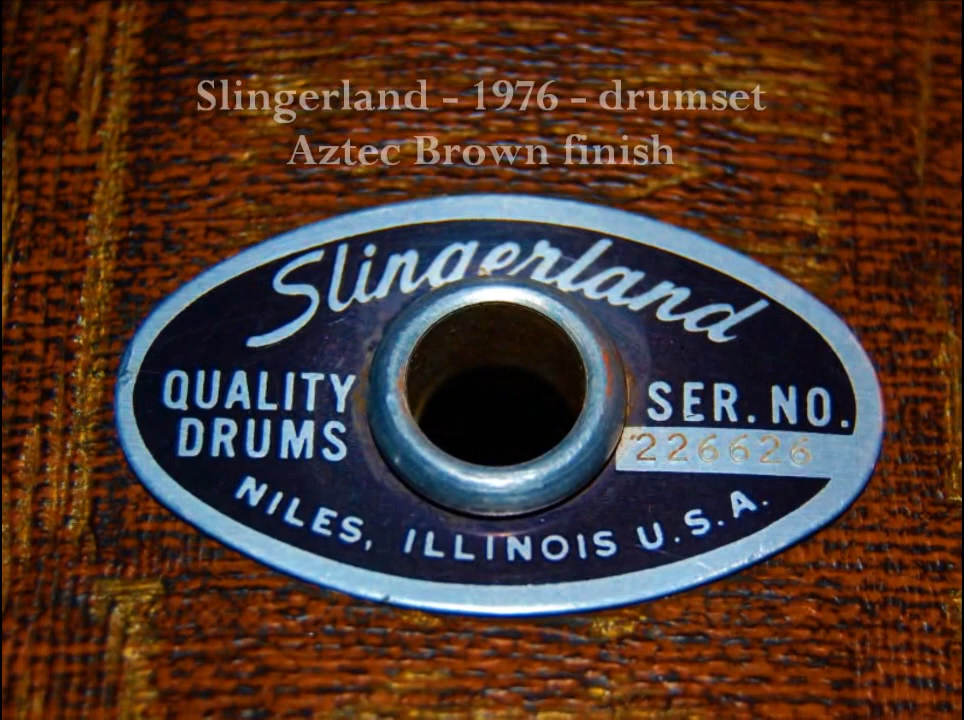 Slingerland - 1976 - drumset
Aztec Brown finish
Slingerland
QUALITY
DRUMS
SER. NO.
226626
NILES, ILLINOIS U.S.A.